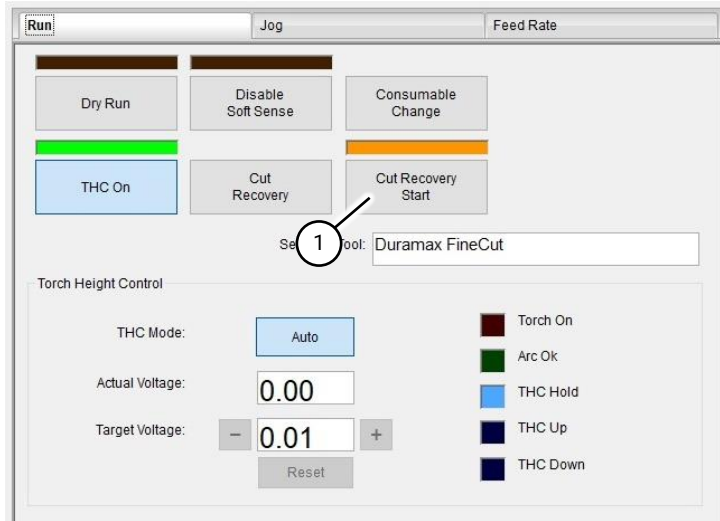 Run
Jog
Feed Rate
Dry Run
Disable
Soft Sense
Consumable
Change
THC On
Cut
Recovery
Cut Recovery
Start
1
Tool: Duramax FineCut
Torch Height Control
THC Mode:
Auto
Actual Voltage:
0.00
Target Voltage:
-
0.01
+
Reset
Torch On
Arc Ok
THC Hold
THC Up
THC Down